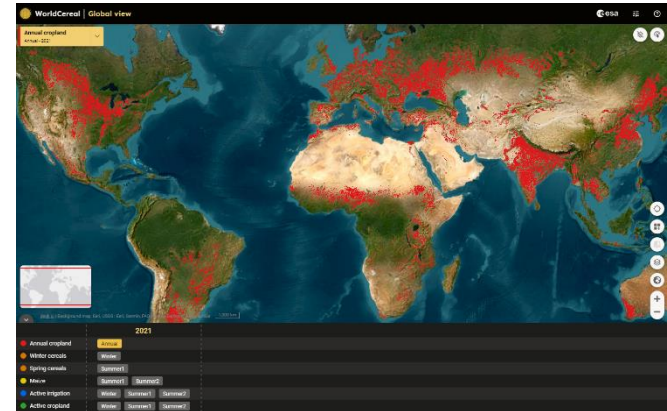 WorldCereal | Global view
esa
Annual cropland
Annual - 2021
2021
Annual cropland
Annual
Winter cereals
Winter
Spring cereals
Summer1
Maize
Summer1 Summer2
Active irrigation
Winter Summer1 Summer2
Active cropland
Winter Summer1 Summer2